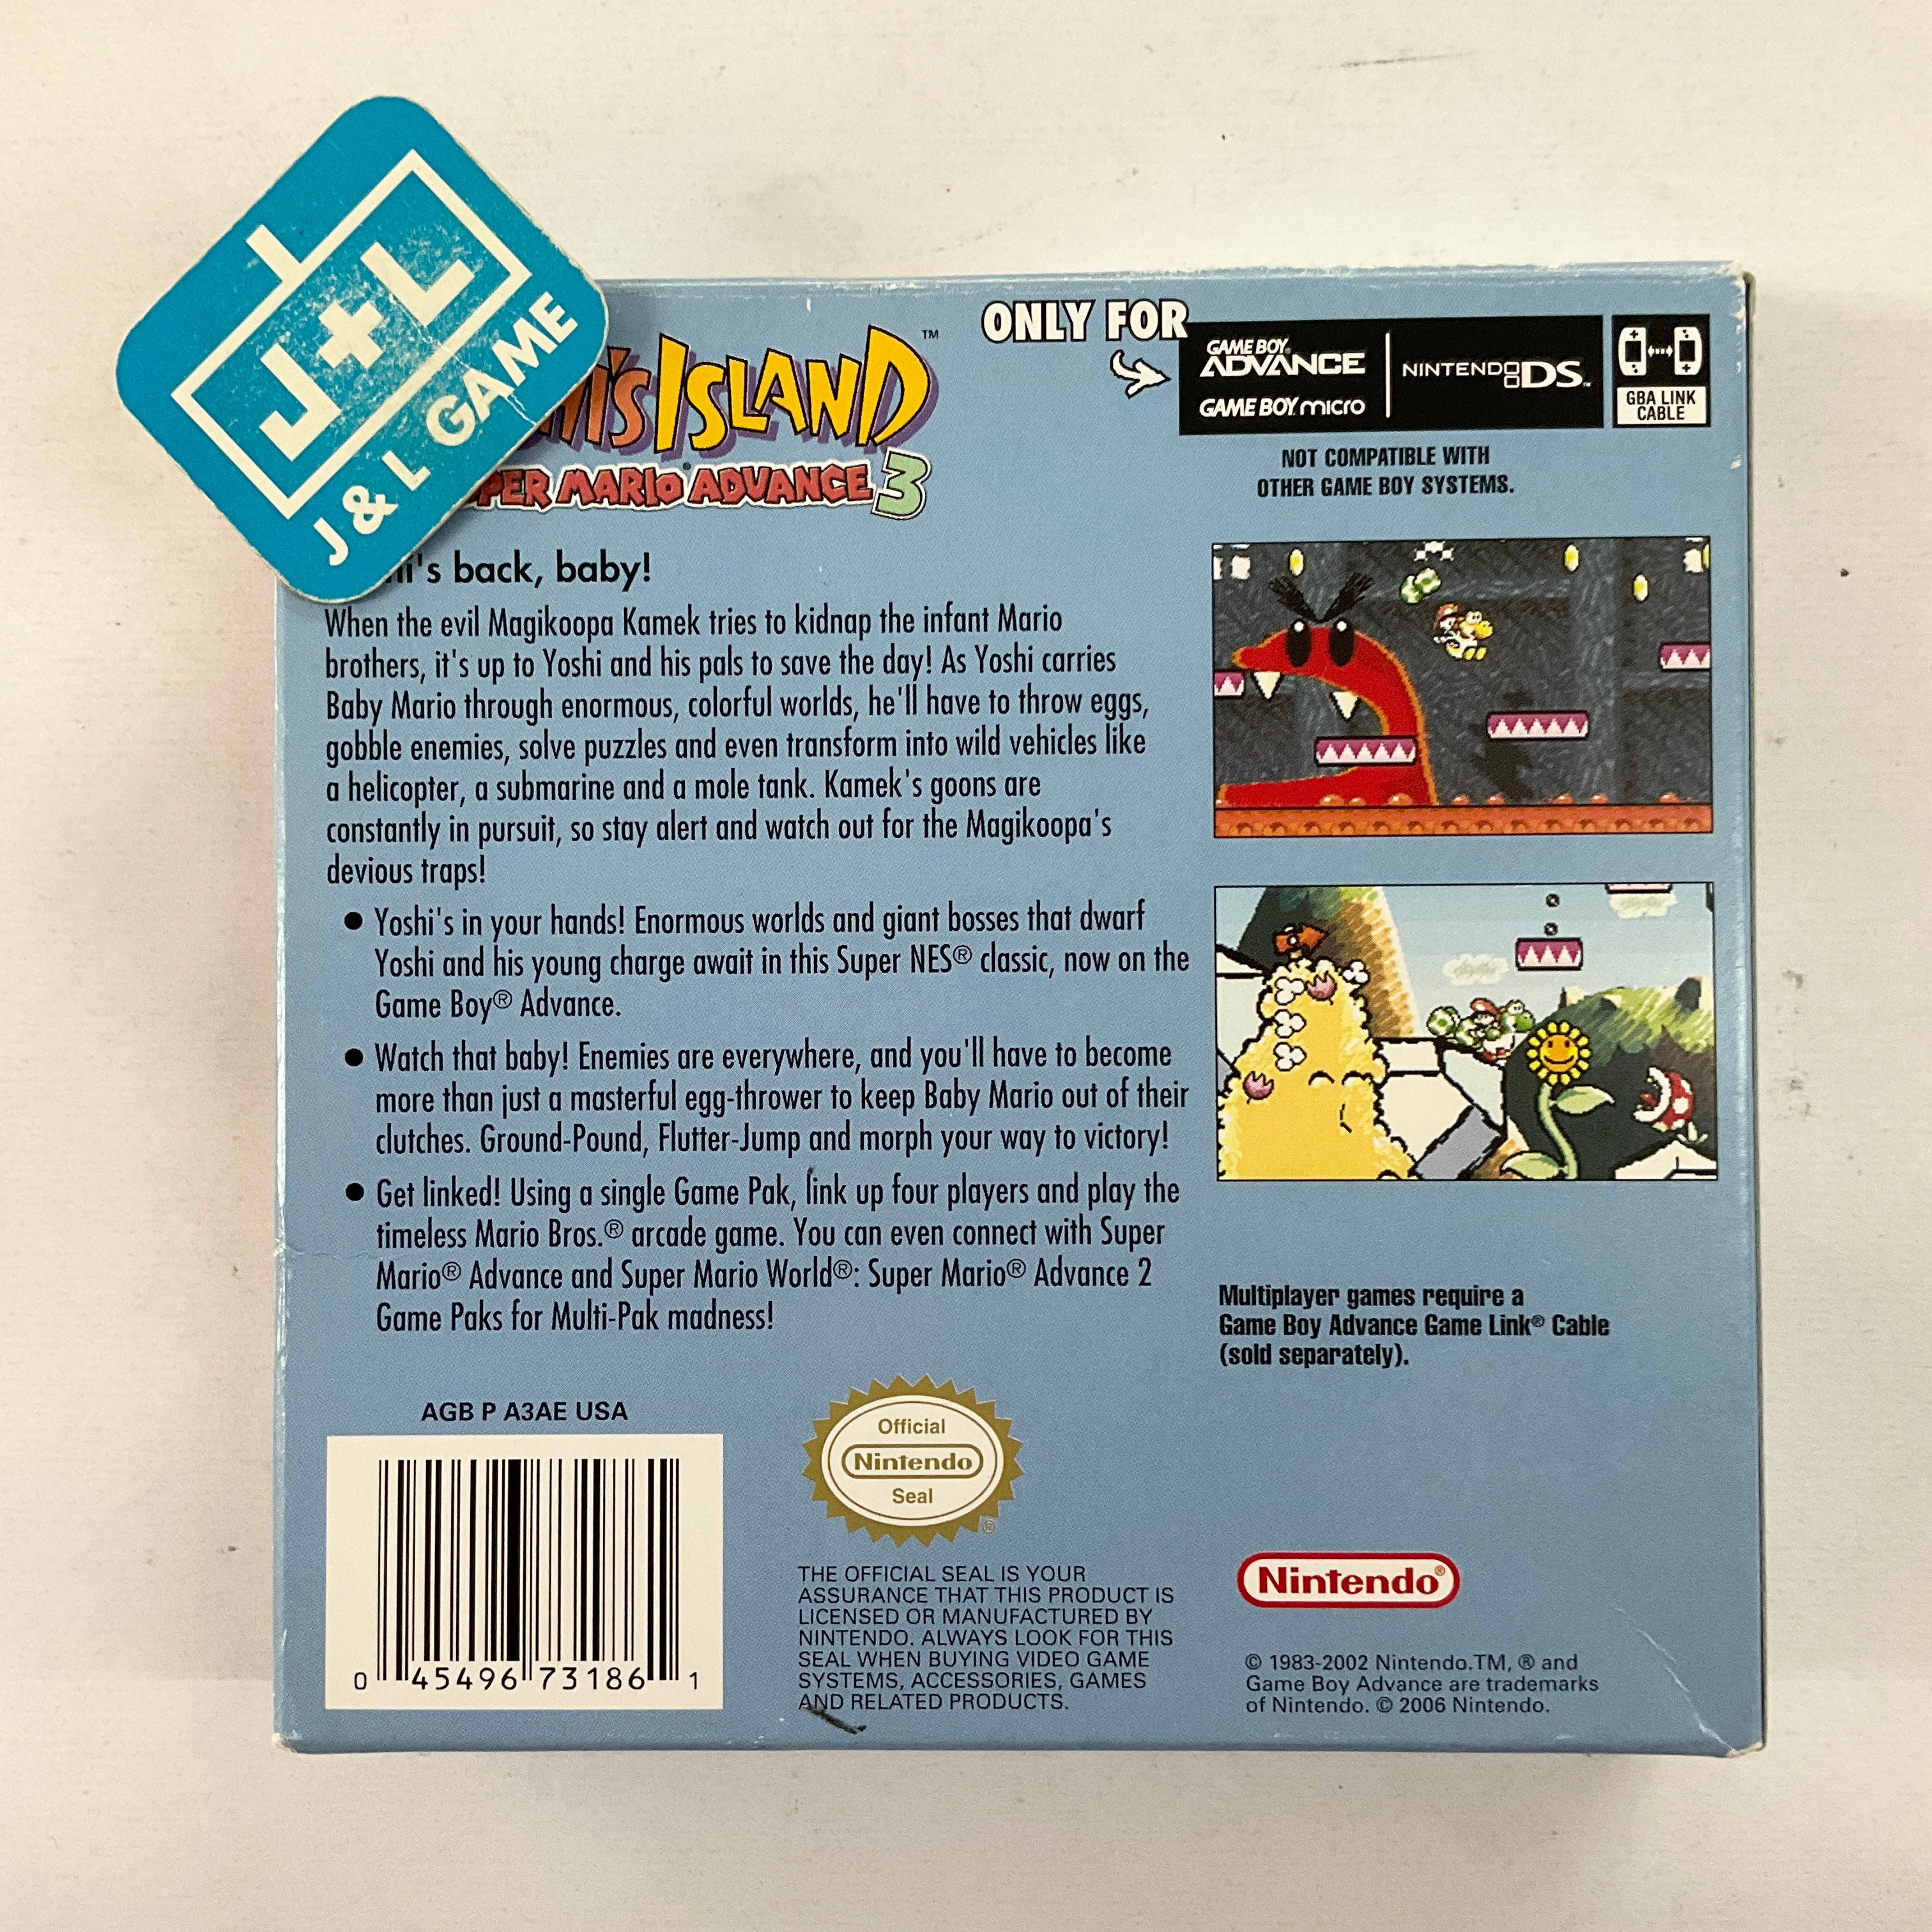 J+L
J & L GAME
ISLAND™
MARIO® ADVANCE 3
ONLY FOR
GAME BOY®
ADVANCE
GAME BOY® micro
NINTENDO DS™
GBA LINK
CABLE
NOT COMPATIBLE WITH
OTHER GAME BOY SYSTEMS.
back, baby!
When the evil Magikoopa Kamek tries to kidnap the infant Mario
brothers, it's up to Yoshi and his pals to save the day! As Yoshi carries
Baby Mario through enormous, colorful worlds, he'll have to throw eggs,
gobble enemies, solve puzzles and even transform into wild vehicles like
a helicopter, a submarine and a mole tank. Kamek's goons are
constantly in pursuit, so stay alert and watch out for the Magikoopa's
devious traps!
● Yoshi's in your hands! Enormous worlds and giant bosses that dwarf
Yoshi and his young charge await in this Super NES® classic, now on the
Game Boy® Advance.
● Watch that baby! Enemies are everywhere, and you'll have to become
more than just a masterful egg-thrower to keep Baby Mario out of their
clutches. Ground-Pound, Flutter-Jump and morph your way to victory!
● Get linked! Using a single Game Pak, link up four players and play the
timeless Mario Bros.® arcade game. You can even connect with Super
Mario® Advance and Super Mario World®: Super Mario® Advance 2
Game Paks for Multi-Pak madness!
Multiplayer games require a
Game Boy Advance Game Link® Cable
(sold separately).
AGB P A3AE USA
0 45496 73186 1
Official
Nintendo
Seal
®
THE OFFICIAL SEAL IS YOUR
ASSURANCE THAT THIS PRODUCT IS
LICENSED OR MANUFACTURED BY
NINTENDO. ALWAYS LOOK FOR THIS
SEAL WHEN BUYING VIDEO GAME
SYSTEMS, ACCESSORIES, GAMES
AND RELATED PRODUCTS.
Nintendo®
© 1983-2002 Nintendo.TM, ® and
Game Boy Advance are trademarks
of Nintendo. © 2006 Nintendo.